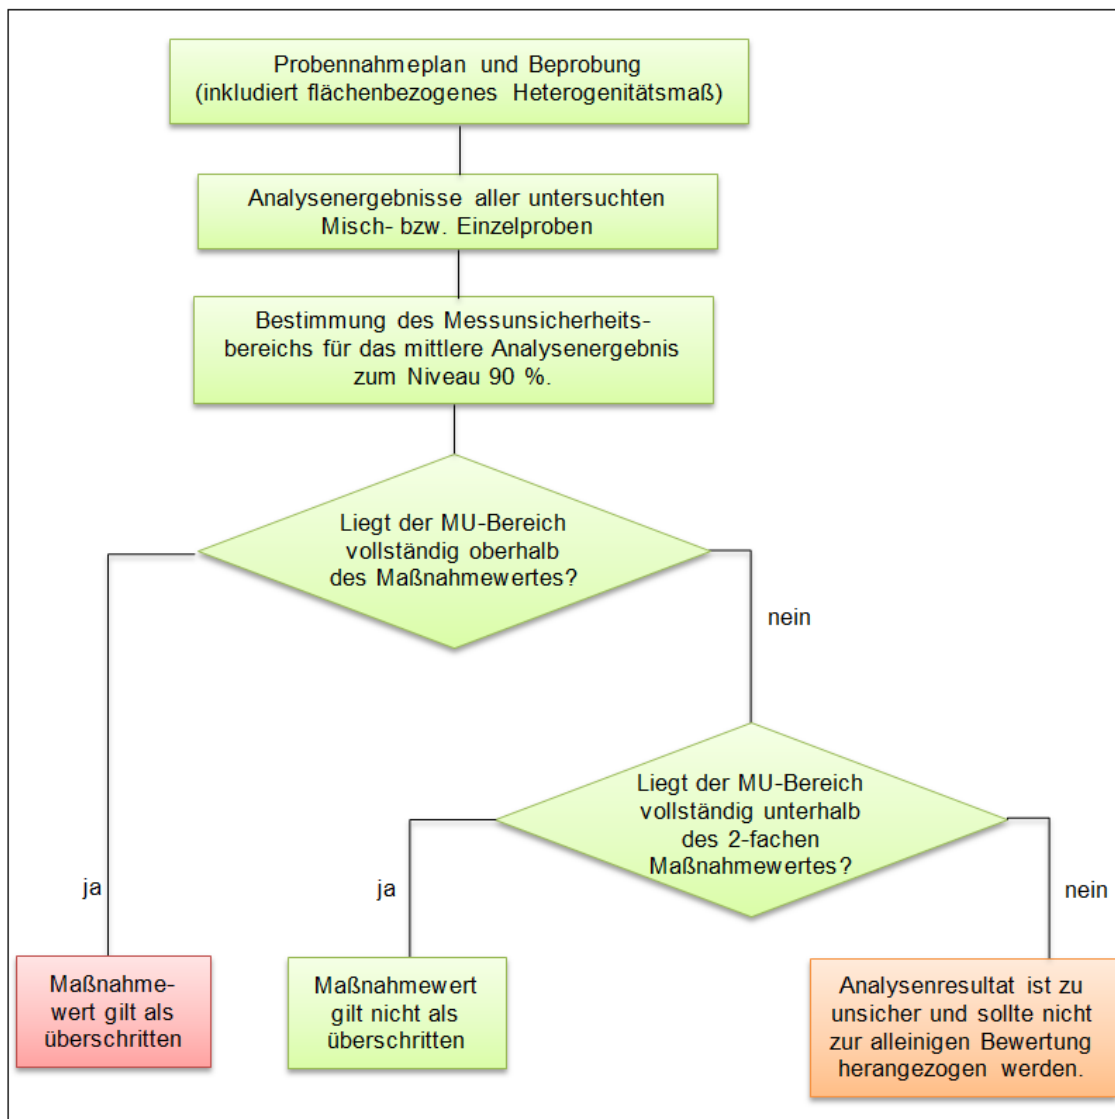 Probennahmeplan und Beprobung
(inkludiert flächenbezogenes Heterogenitätsmaß)
Analysenergebnisse aller untersuchten
Misch- bzw. Einzelproben
Bestimmung des Messunsicherheits-
bereichs für das mittlere Analysenergebnis
zum Niveau 90 %.
Liegt der MU-Bereich
vollständig oberhalb
des Maßnahmewertes?
nein
Liegt der MU-Bereich
vollständig unterhalb
des 2-fachen
Maßnahmewertes?
ja
ja
nein
Maßnahme-
wert gilt als
überschritten
Maßnahmewert
gilt nicht als
überschritten
Analysenresultat ist zu
unsicher und sollte nicht
zur alleinigen Bewertung
herangezogen werden.